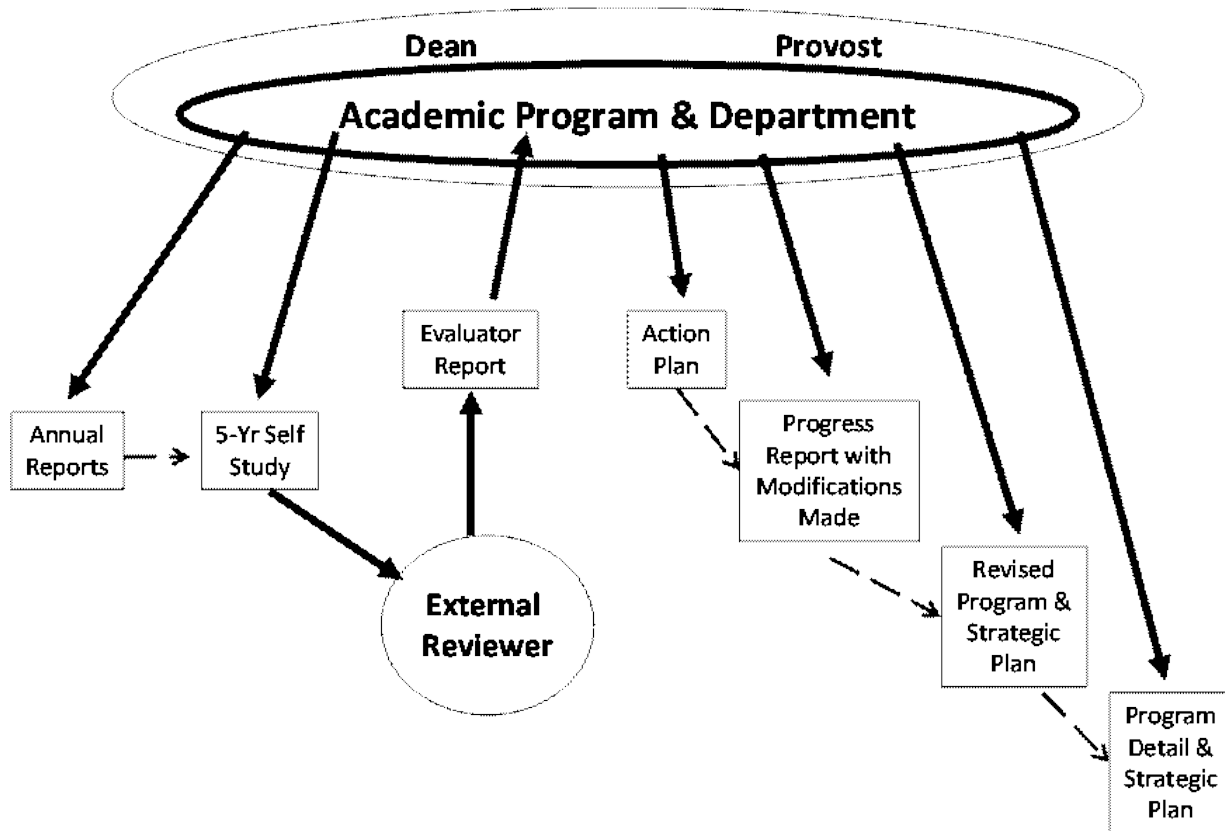 Dean Provost
Academic Program & Department
Evaluator
Report
Action
Plan
Annual
Reports
5-Yr Self
Study
Progress
Report with
Modifications
Made
External
Reviewer
Revised
Program &
Strategic
Plan
Program
Detail &
Strategic
Plan